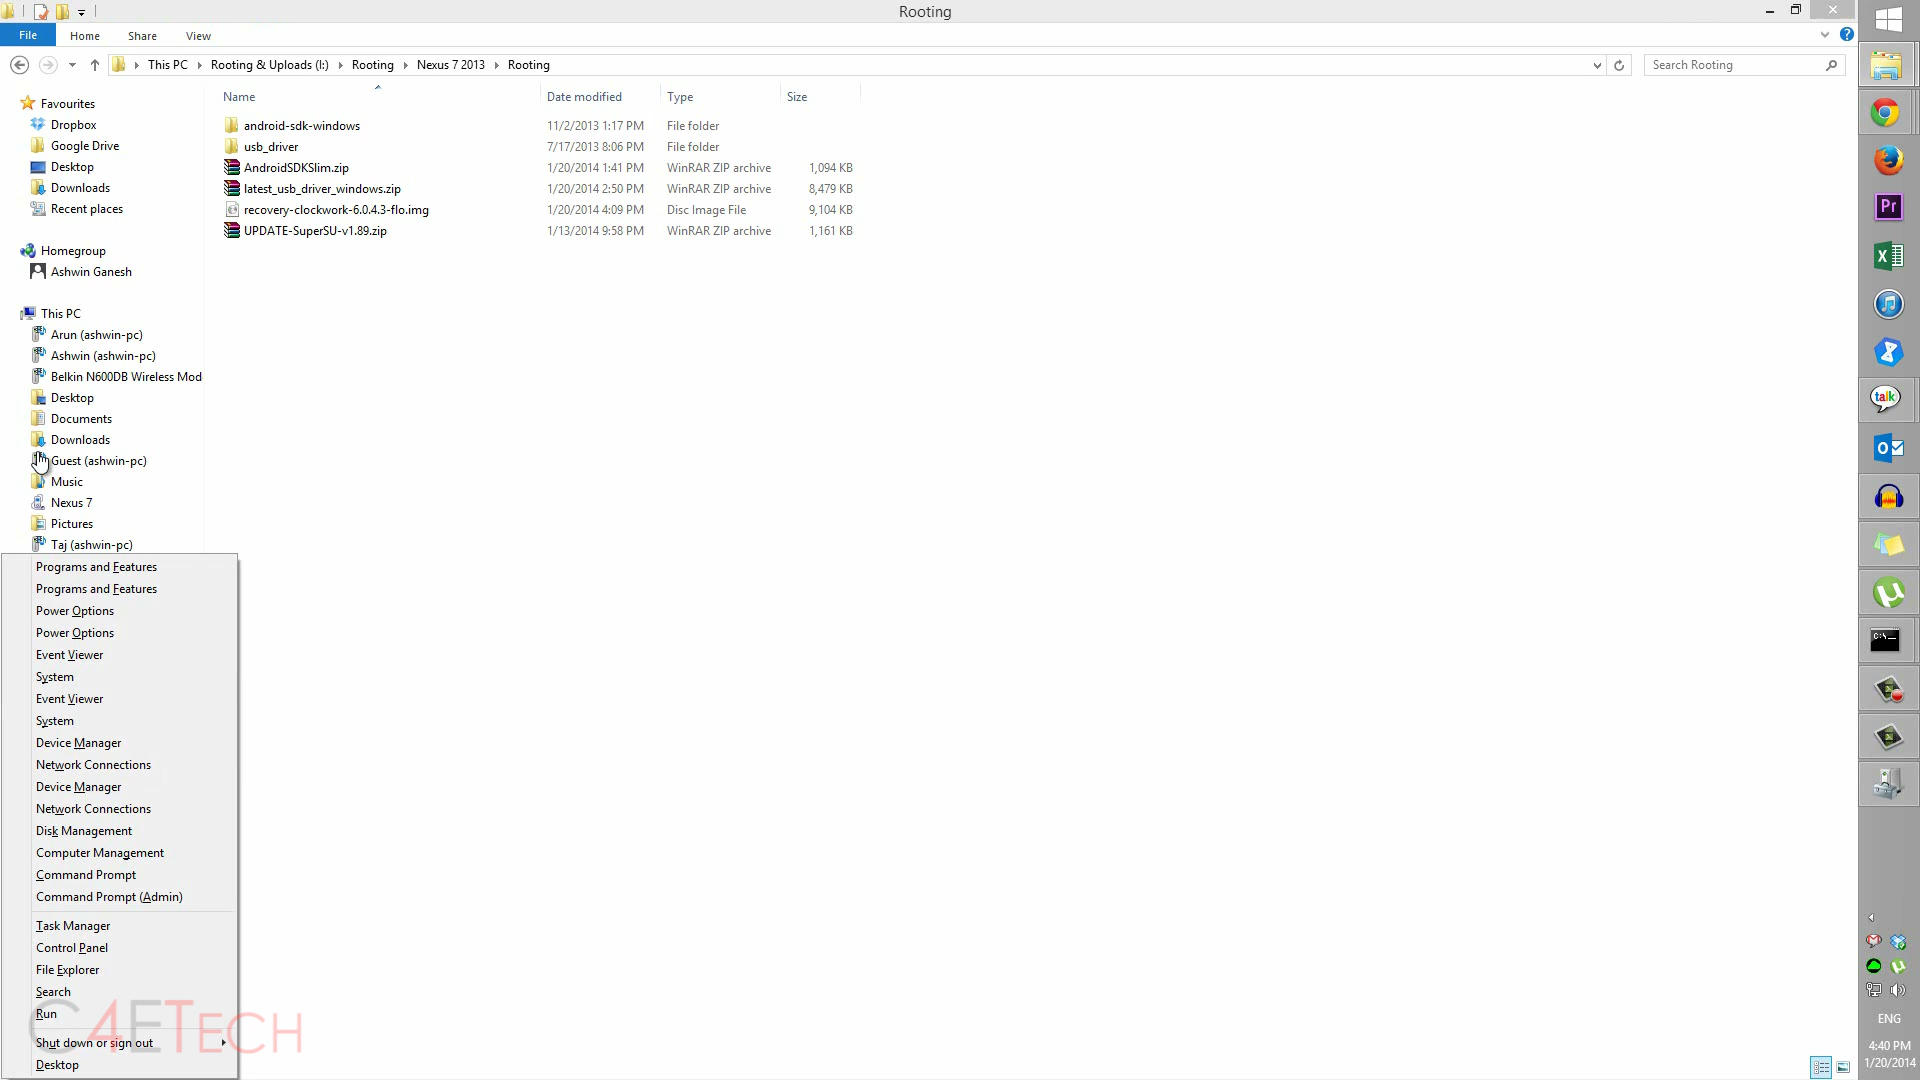 Rooting
File Home Share View
This PC Rooting & Uploads (I:) Rooting Nexus 7 2013 Rooting
Search Rooting
Name Date modified Type Size
android-sdk-windows 11/2/2013 1:17 PM File folder
usb_driver 7/17/2013 8:06 PM File folder
AndroidSDKSlim.zip 1/20/2014 1:41 PM WinRAR ZIP archive 1,094 KB
latest_usb_driver_windows.zip 1/20/2014 2:50 PM WinRAR ZIP archive 8,479 KB
recovery-clockwork-6.0.4.3-flo.img 1/20/2014 4:09 PM Disc Image File 9,104 KB
UPDATE-SuperSU-v1.89.zip 1/13/2014 9:58 PM WinRAR ZIP archive 1,161 KB
Favourites
Dropbox
Google Drive
Desktop
Downloads
Recent places
Homegroup
Ashwin Ganesh
This PC
Arun (ashwin-pc)
Ashwin (ashwin-pc)
Belkin N600DB Wireless Mod
Desktop
Documents
Downloads
Guest (ashwin-pc)
Music
Nexus 7
Pictures
Taj (ashwin-pc)
Programs and Features
Programs and Features
Power Options
Power Options
Event Viewer
System
Event Viewer
System
Device Manager
Network Connections
Device Manager
Network Connections
Disk Management
Computer Management
Command Prompt
Command Prompt (Admin)
Task Manager
Control Panel
File Explorer
Search
Run
Shut down or sign out
Desktop
C4ETECH
Pr
talk
C:\_
ENG
4:40 PM
1/20/2014